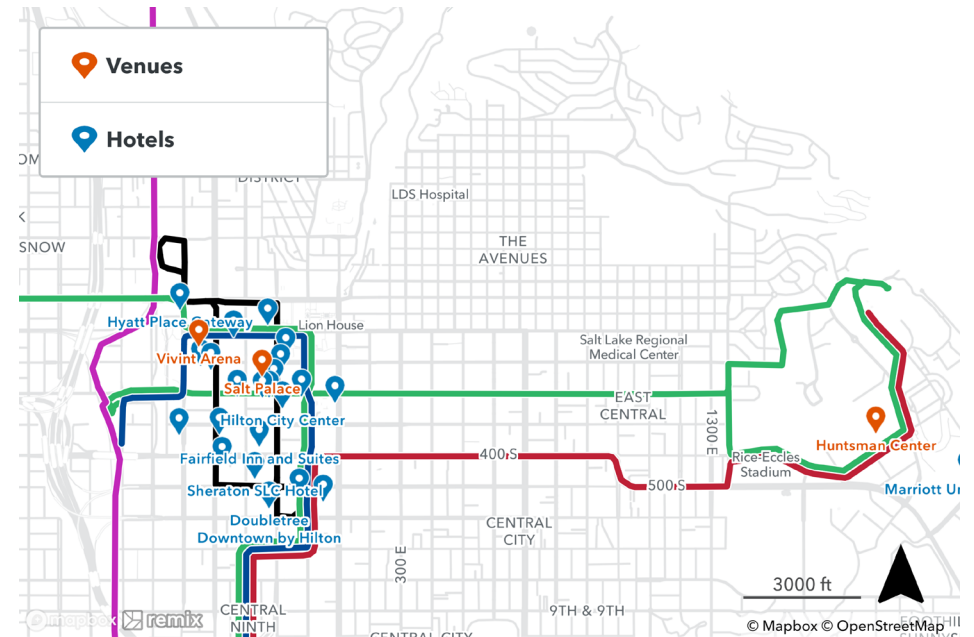 Venues
Hotels
DISTRICT
SNOW
LDS Hospital
THE
AVENUES
Hyatt Place Gateway
Lion House
Vivint Arena
Salt Palace
Salt Lake Regional
Medical Center
EAST
CENTRAL
1300 E
Hilton City Center
Huntsman Center
Fairfield Inn and Suites
400 S
Rice-Eccles
Stadium
500 S
Sheraton SLC Hotel
Marriott Un
Doubletree
Downtown by Hilton
CENTRAL
CITY
300 E
3000 ft
CENTRAL
NINTH
9TH & 9TH
mapbox remix
© Mapbox © OpenStreetMap
CENTRAL CITY